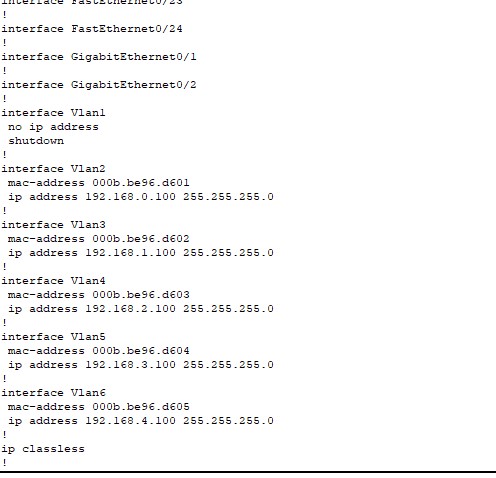 interface FastEthernet0/23
!
interface FastEthernet0/24
!
interface GigabitEthernet0/1
!
interface GigabitEthernet0/2
!
interface Vlan1
no ip address
shutdown
!
interface Vlan2
mac-address 000b.be96.d601
ip address 192.168.0.100 255.255.255.0
!
interface Vlan3
mac-address 000b.be96.d602
ip address 192.168.1.100 255.255.255.0
!
interface Vlan4
mac-address 000b.be96.d603
ip address 192.168.2.100 255.255.255.0
!
interface Vlan5
mac-address 000b.be96.d604
ip address 192.168.3.100 255.255.255.0
!
interface Vlan6
mac-address 000b.be96.d605
ip address 192.168.4.100 255.255.255.0
!
ip classless
!